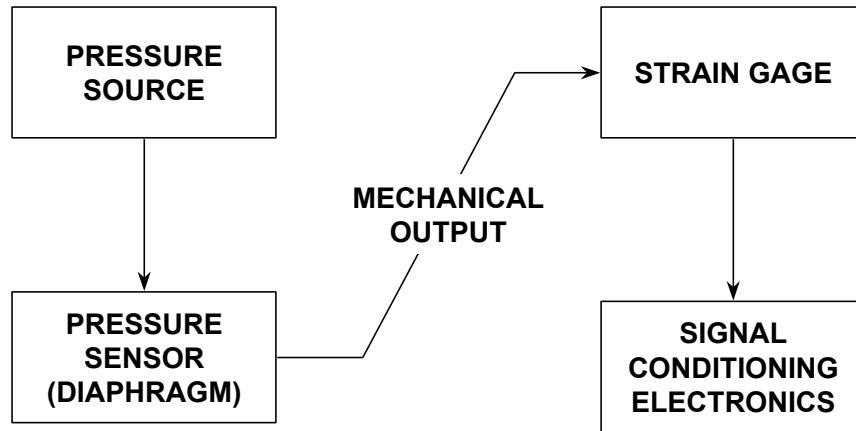 PRESSURE
SOURCE
PRESSURE
SENSOR
(DIAPHRAGM)
MECHANICAL
OUTPUT
STRAIN GAGE
SIGNAL
CONDITIONING
ELECTRONICS